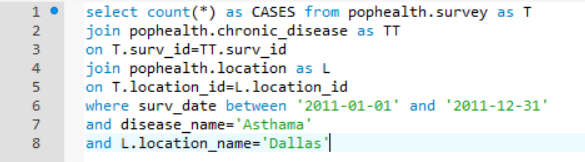 1 select count(*) as CASES from pophealth.survey as T
2 join pophealth.chronic_disease as TT
3 on T.surv_id=TT.surv_id
4 join pophealth.location as L
5 on T.location_id=L.location_id
6 where surv_date between '2011-01-01' and '2011-12-31'
7 and disease_name='Asthama'
8 and L.location_name='Dallas'